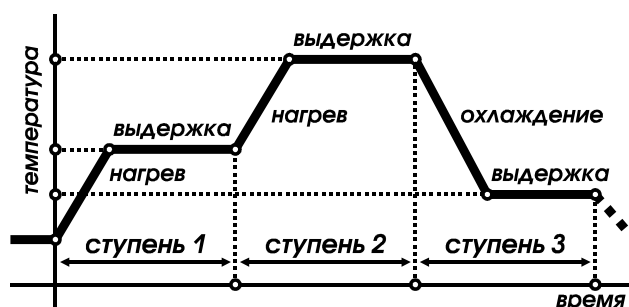 выдержка
температура
нагрев
охлаждение
выдержка
выдержка
нагрев
ступень 1
ступень 2
ступень 3
время